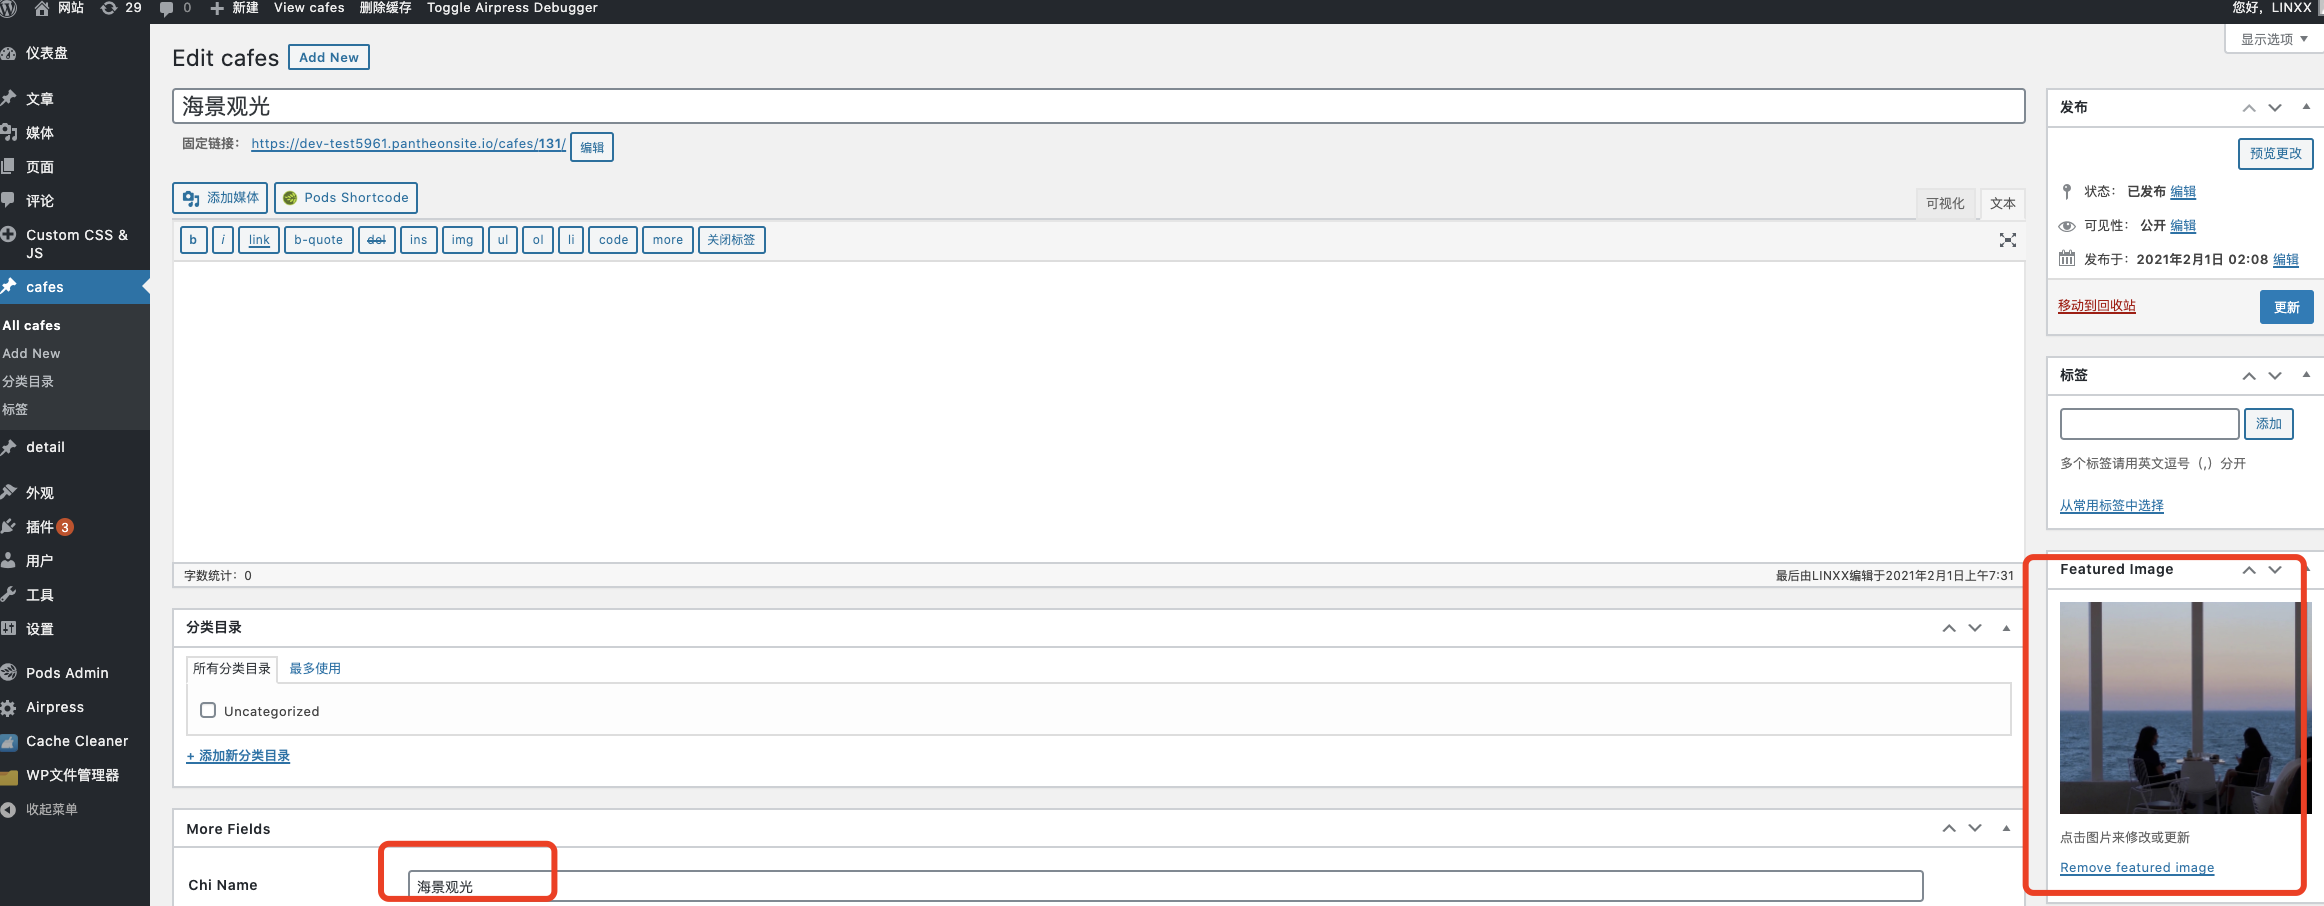 网站 29 0 新建 View cafes 删除缓存 Toggle Airpress Debugger 您好，LINXX
显示选项
仪表盘
文章
媒体
页面
评论
Custom CSS &
JS
cafes
All cafes
Add New
分类目录
标签
detail
外观
插件 3
用户
工具
设置
Pods Admin
Airpress
Cache Cleaner
WP文件管理器
收起菜单
Edit cafes Add New
海景观光
固定链接： https://dev-test5961.pantheonsite.io/cafes/131/ 编辑
添加媒体 Pods Shortcode 可视化 文本
b i link b-quote del ins img ul ol li code more 关闭标签
字数统计：0 最后由LINXX编辑于2021年2月1日上午7:31
分类目录
所有分类目录 最多使用
Uncategorized
+ 添加新分类目录
More Fields
Chi Name 海景观光
发布
预览更改
状态： 已发布 编辑
可见性： 公开 编辑
发布于：2021年2月1日 02:08 编辑
移动到回收站 更新
标签
添加
多个标签请用英文逗号（,）分开
从常用标签中选择
Featured Image
点击图片来修改或更新
Remove featured image